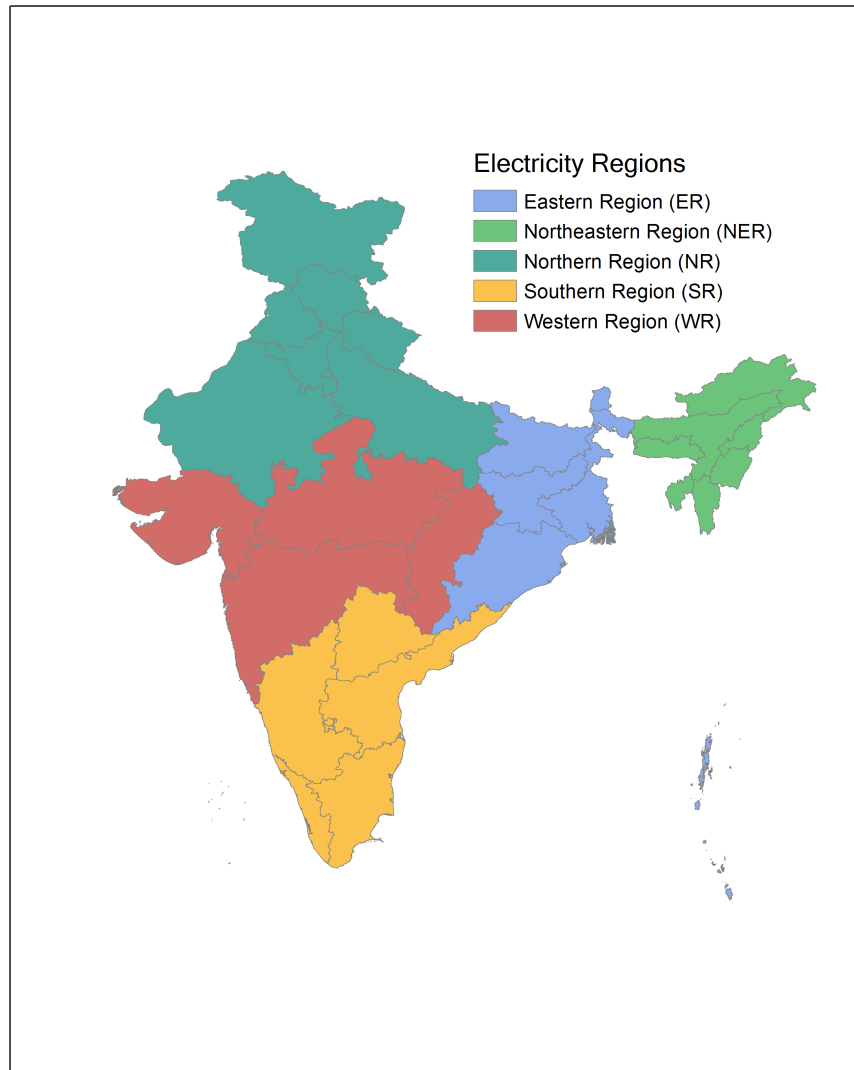 Electricity Regions
Eastern Region (ER)
Northeastern Region (NER)
Northern Region (NR)
Southern Region (SR)
Western Region (WR)